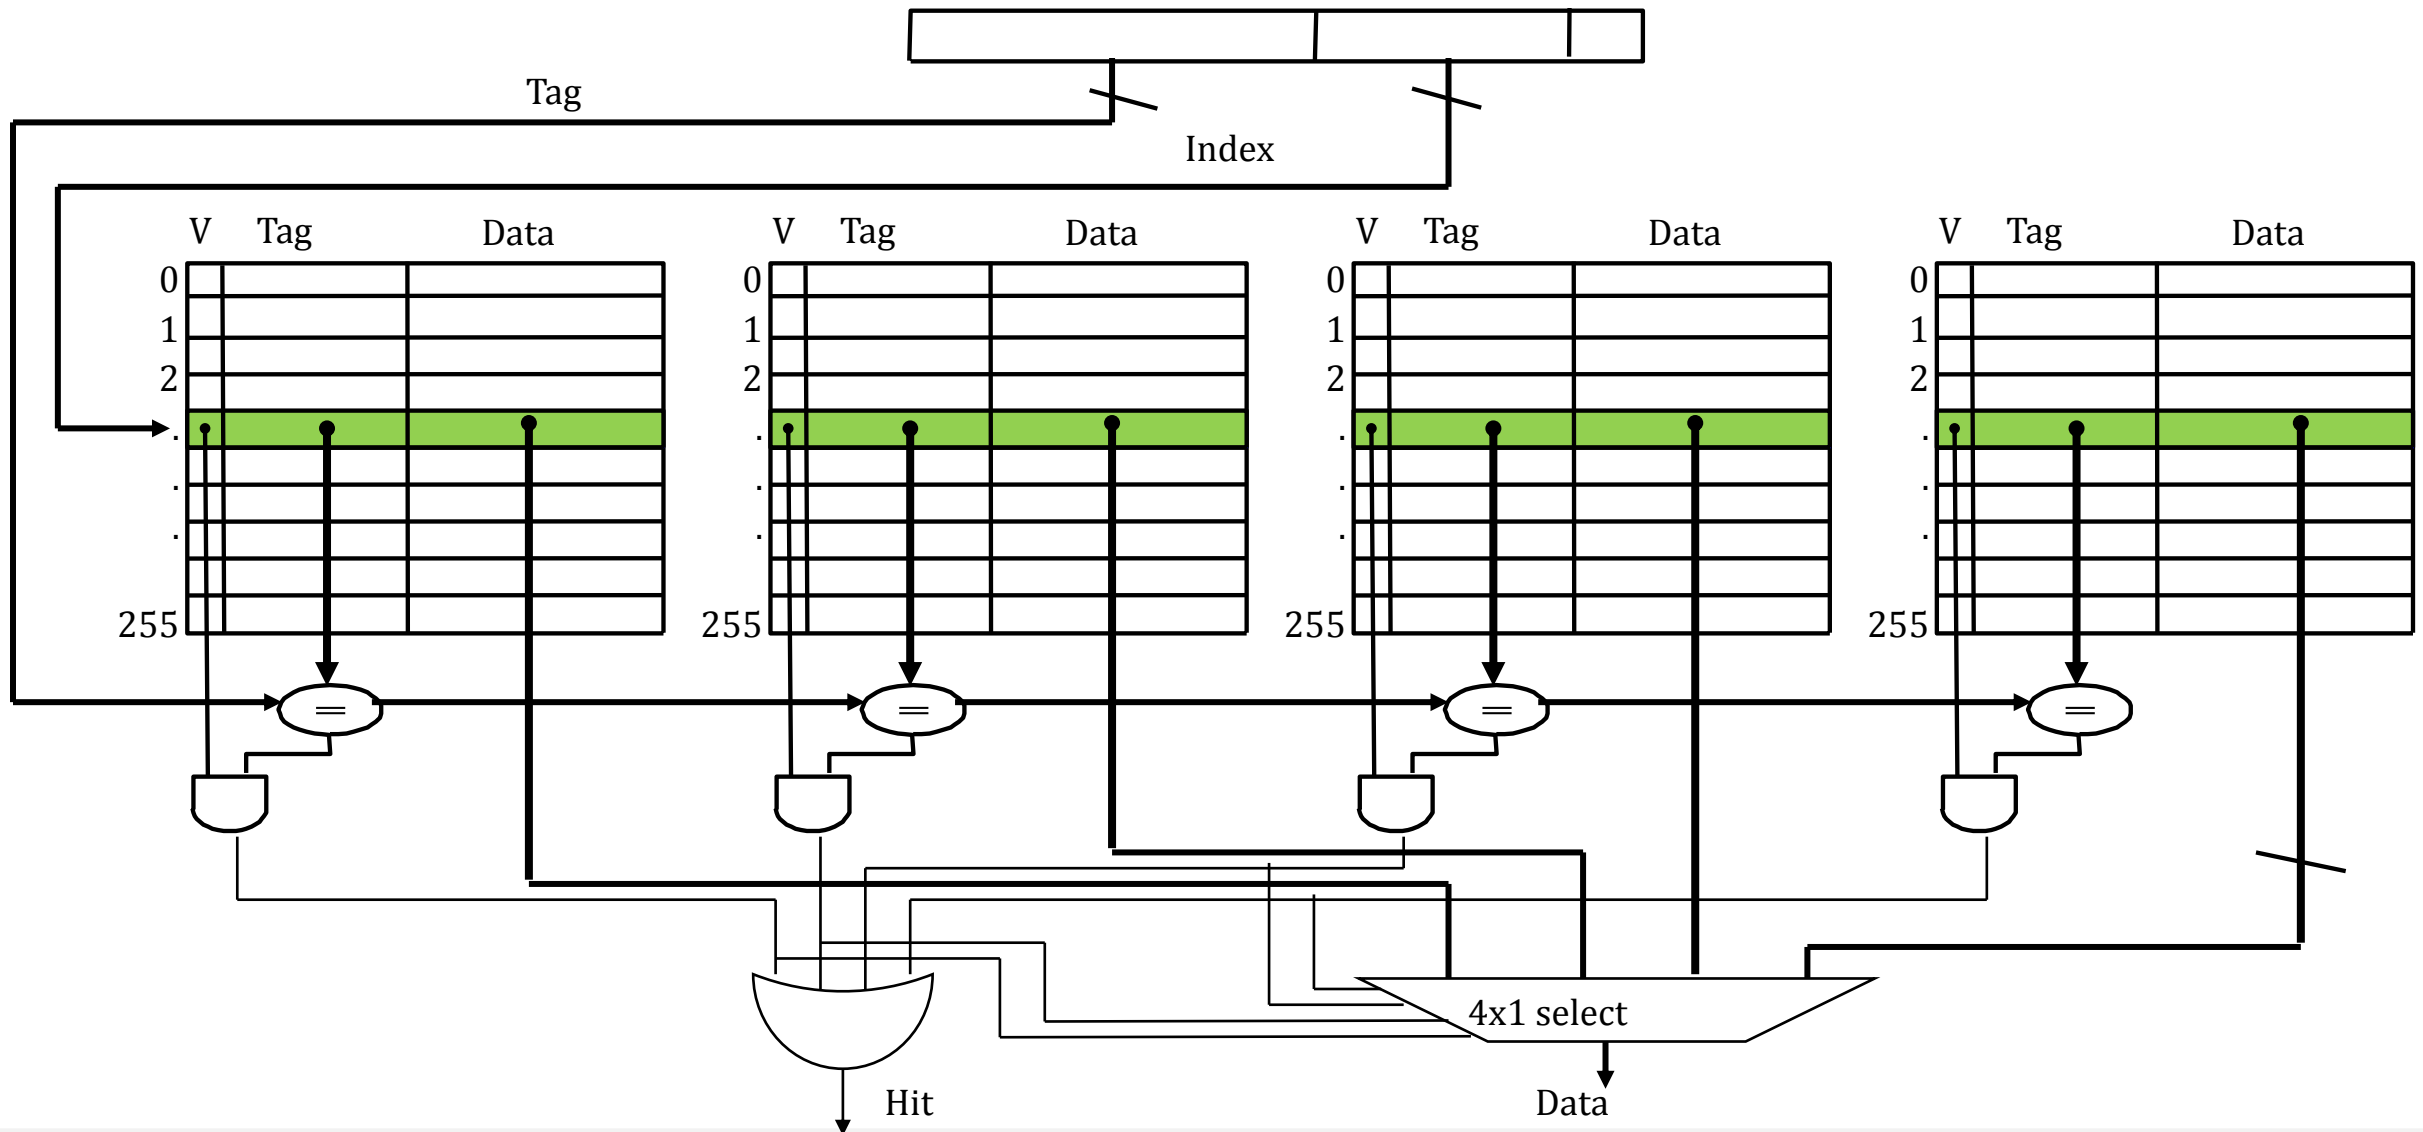 Tag
Index
V Tag Data V Tag Data V Tag Data V Tag Data
0 0 0 0
1 1 1 1
2 2 2 2
. . . .
. . . .
. . . .
255 255 255 255
= = = =
4x1 select
Hit Data